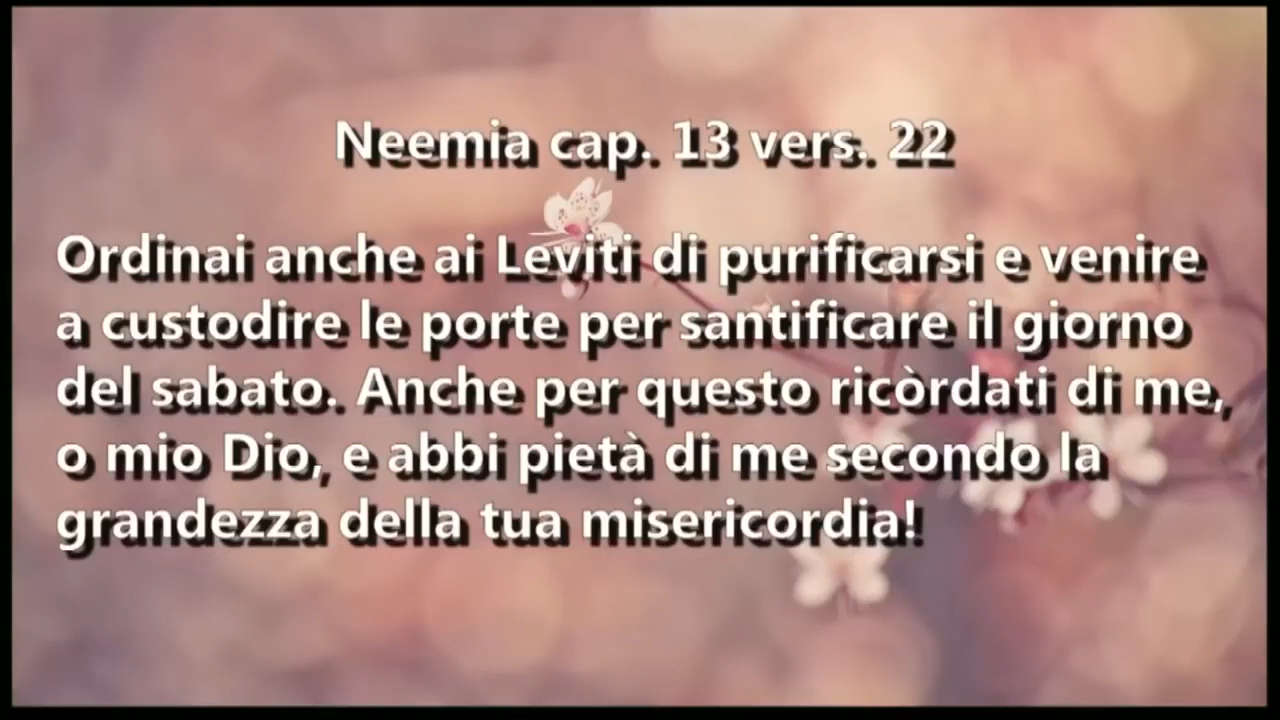 Neemia cap. 13 vers. 22
Ordinai anche ai Leviti di purificarsi e venire
a custodire le porte per santificare il giorno
del sabato. Anche per questo ricòrdati di me,
o mio Dio, e abbi pietà di me secondo la
grandezza della tua misericordia!